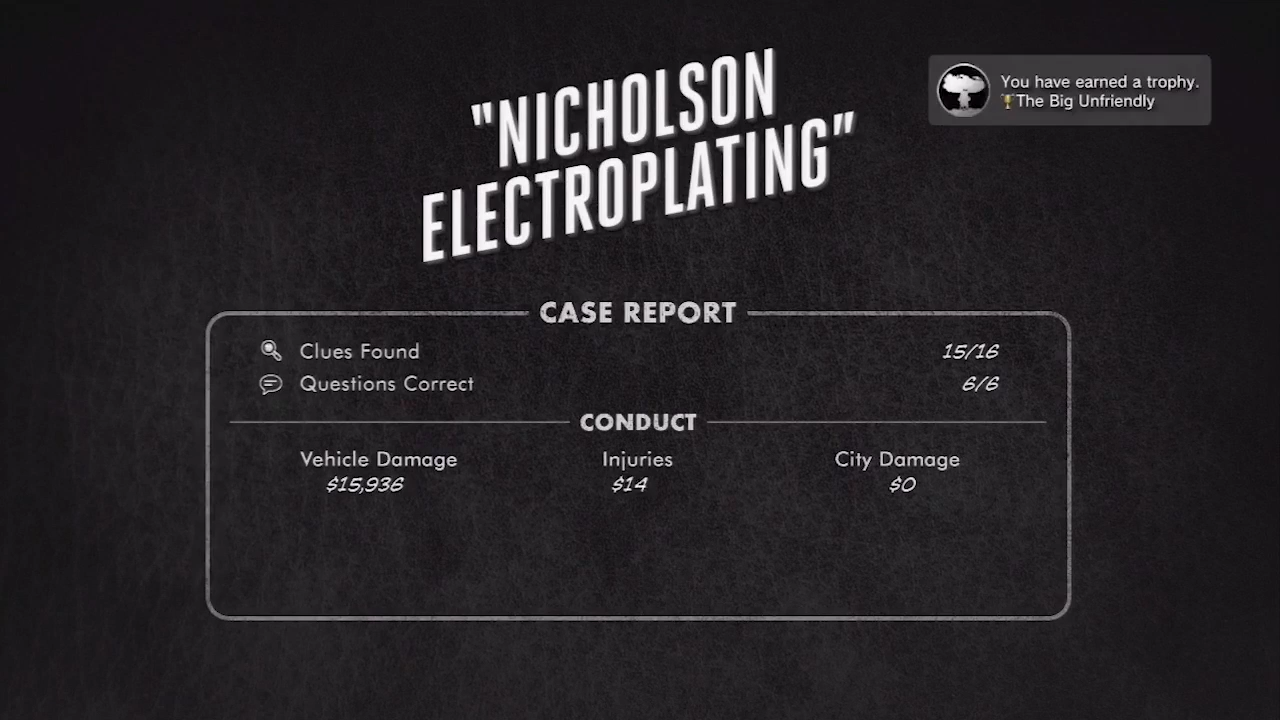 "NICHOLSON
ELECTROPLATING"
You have earned a trophy.
The Big Unfriendly
CASE REPORT
Clues Found 15/16
Questions Correct 6/6
CONDUCT
Vehicle Damage Injuries City Damage
$15,936 $14 $0